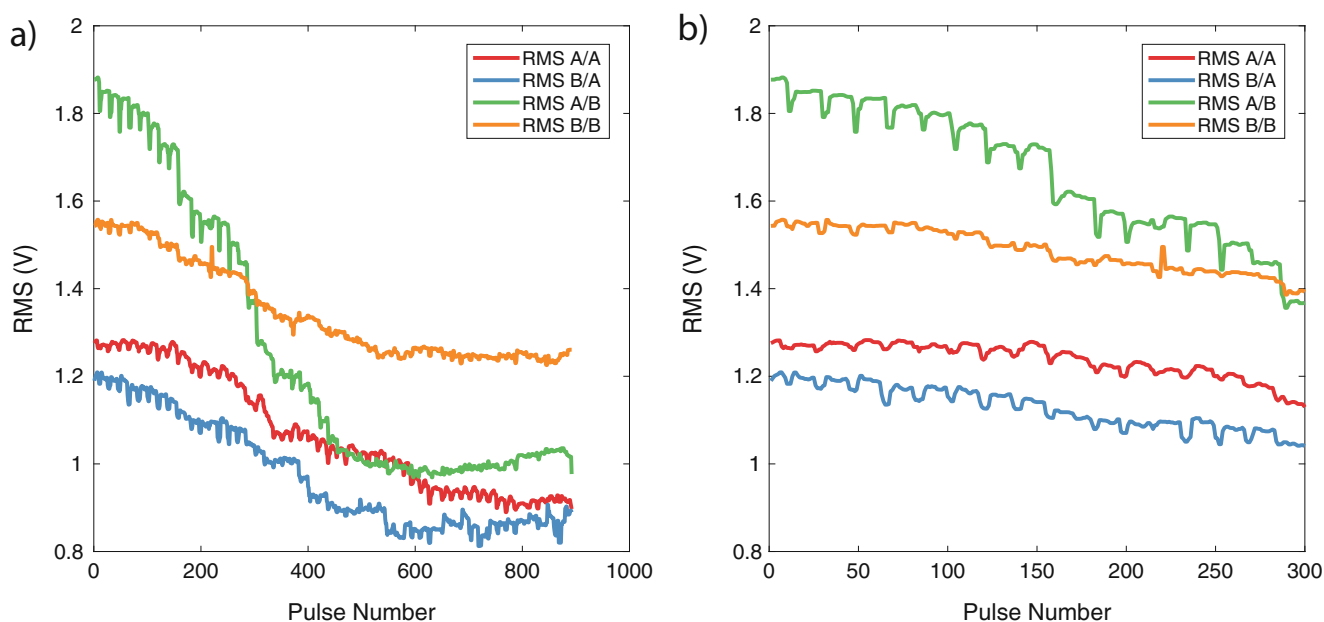 a)
2
1.8
1.6
1.4
1.2
1
0.8
RMS (V)
0 200 400 600 800 1000
Pulse Number
RMS A/A
RMS B/A
RMS A/B
RMS B/B
b)
2
1.8
1.6
1.4
1.2
1
0.8
RMS (V)
0 50 100 150 200 250 300
Pulse Number
RMS A/A
RMS B/A
RMS A/B
RMS B/B